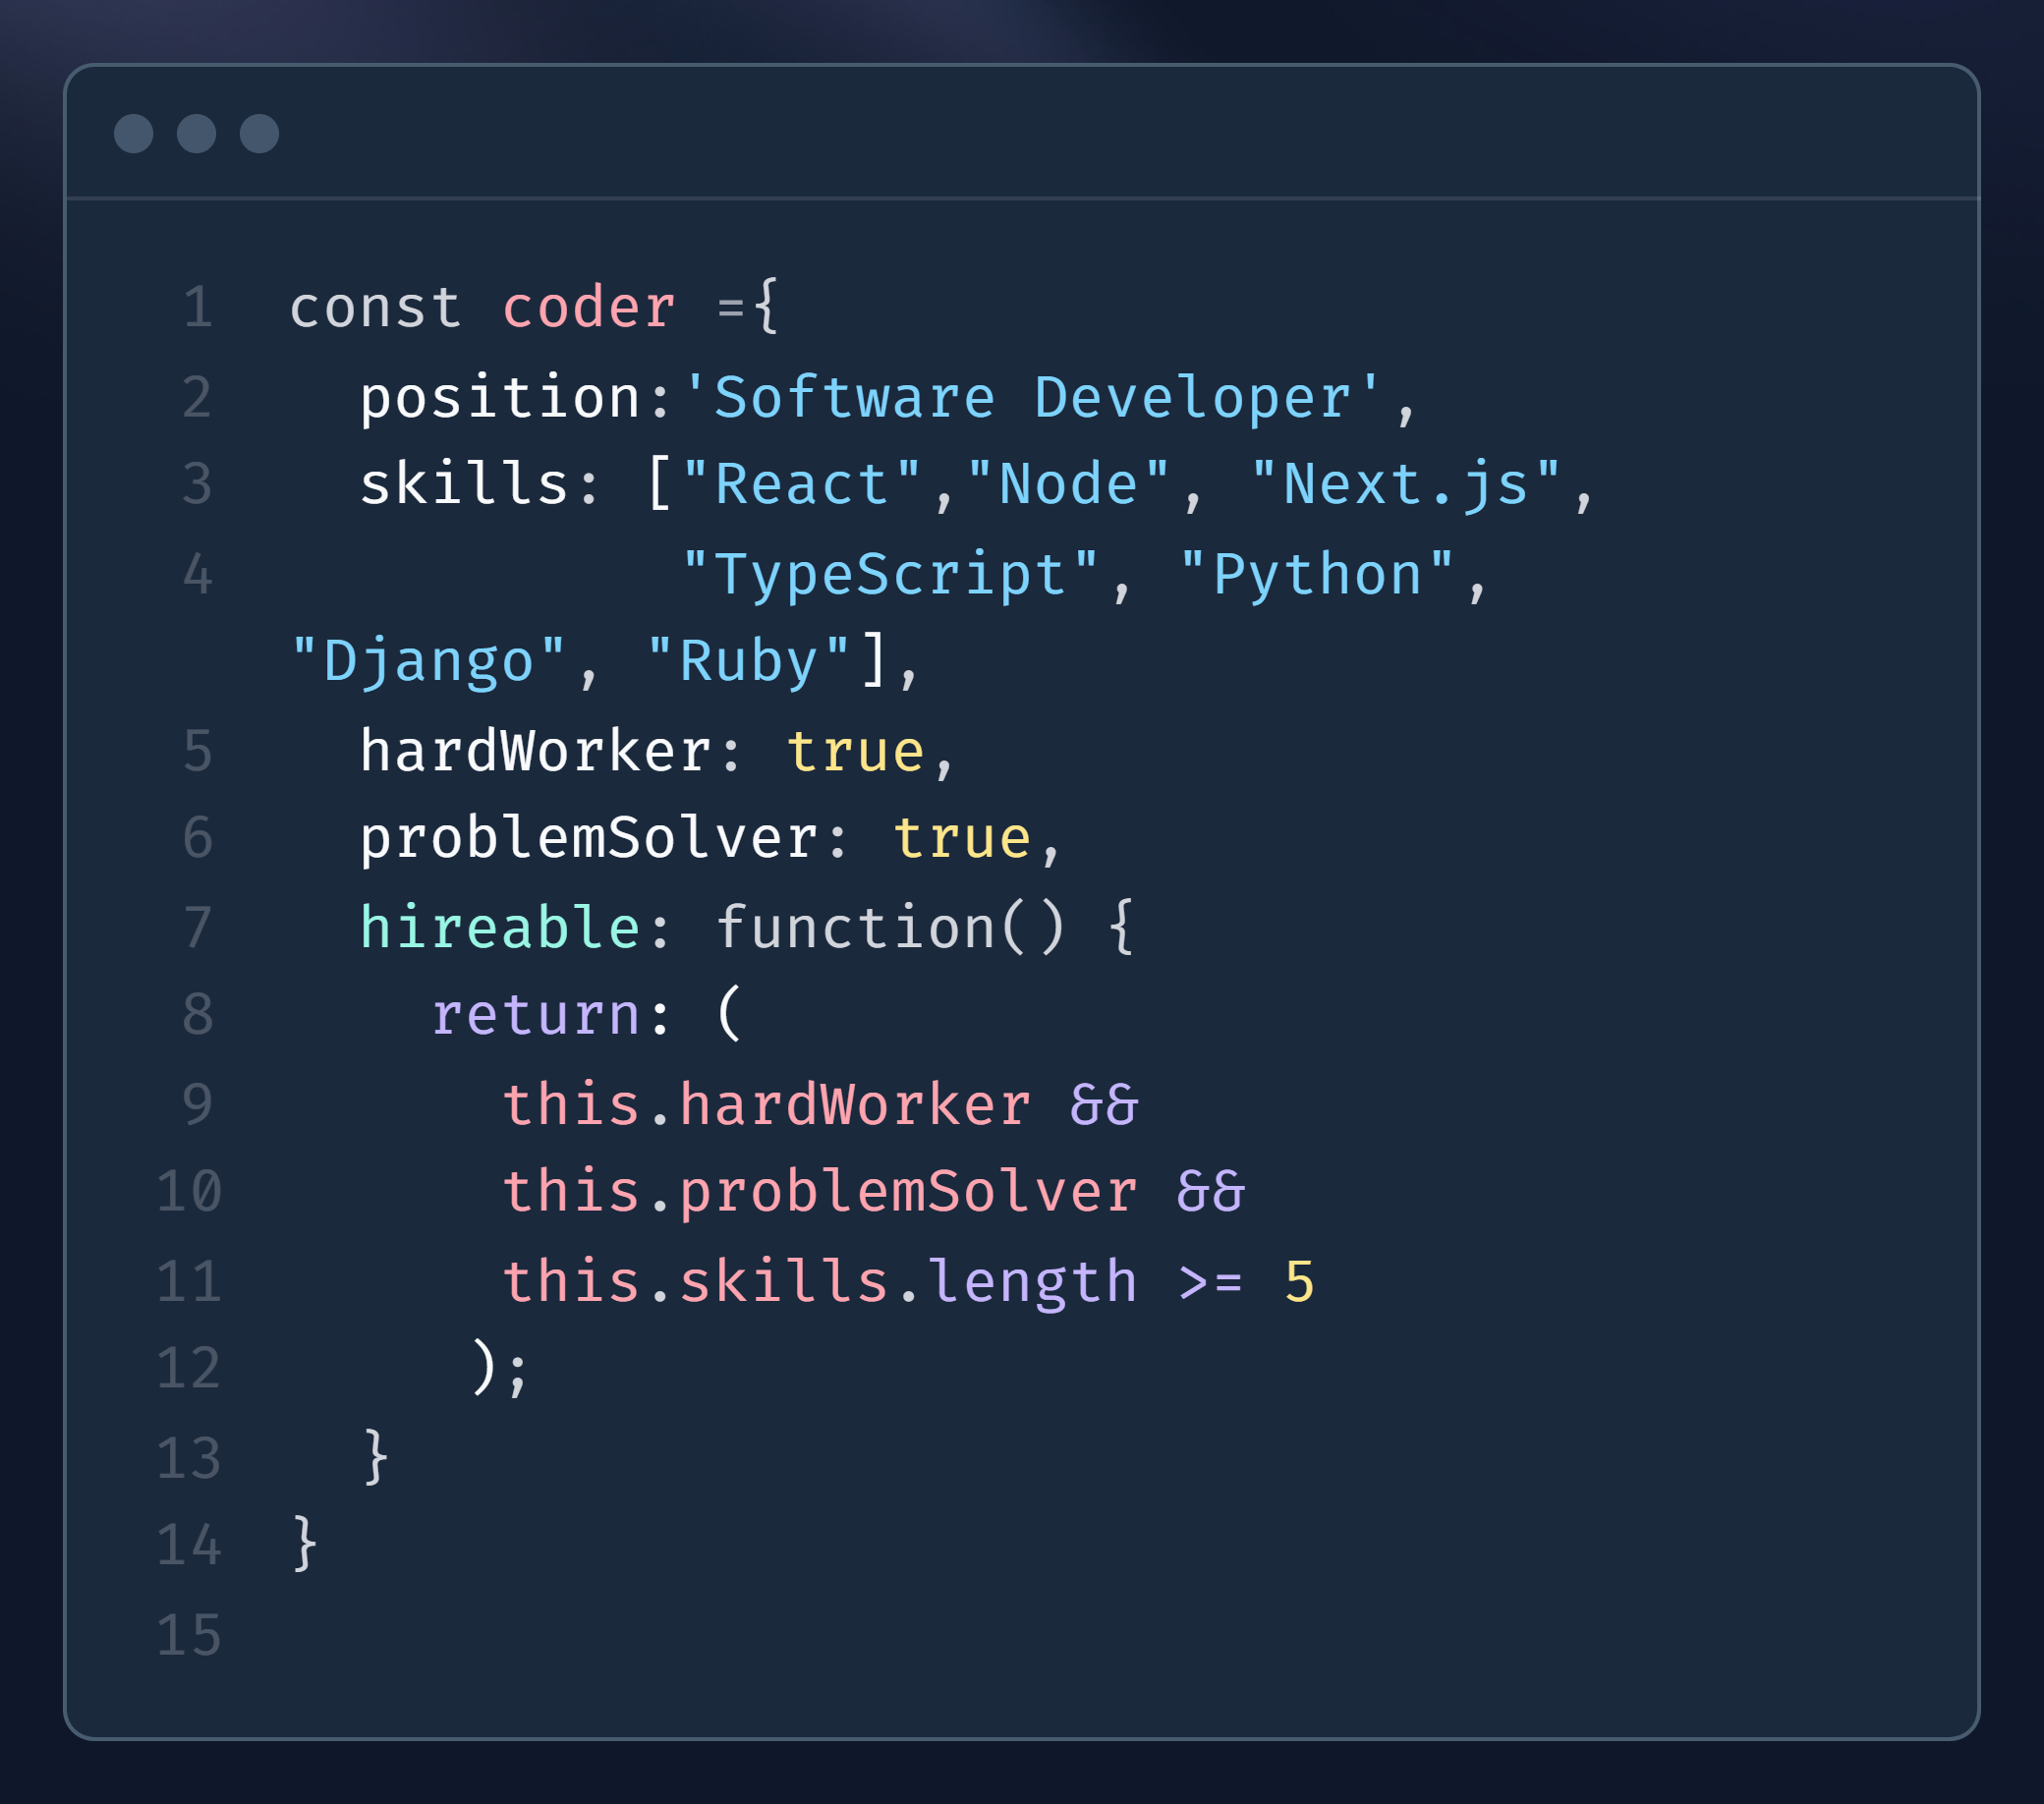 1 const coder ={
2   position:'Software Developer',
3   skills: ["React","Node", "Next.js",
4            "TypeScript", "Python",
"Django", "Ruby"],
5   hardWorker: true,
6   problemSolver: true,
7   hireable: function() {
8     return: (
9       this.hardWorker &&
10       this.problemSolver &&
11       this.skills.length >= 5
12      );
13   }
14 }
15